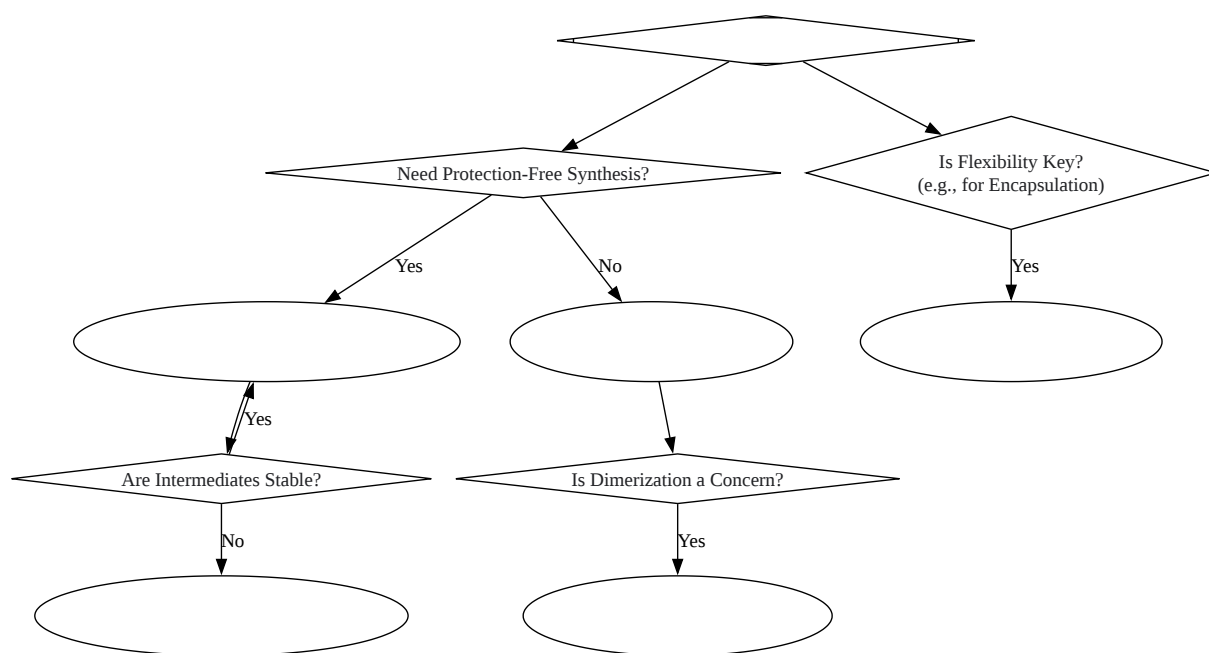 Need Protection-Free Synthesis?
Is Flexibility Key?
(e.g., for Encapsulation)
Yes
No
Yes
Yes
Are Intermediates Stable?
Is Dimerization a Concern?
No
Yes